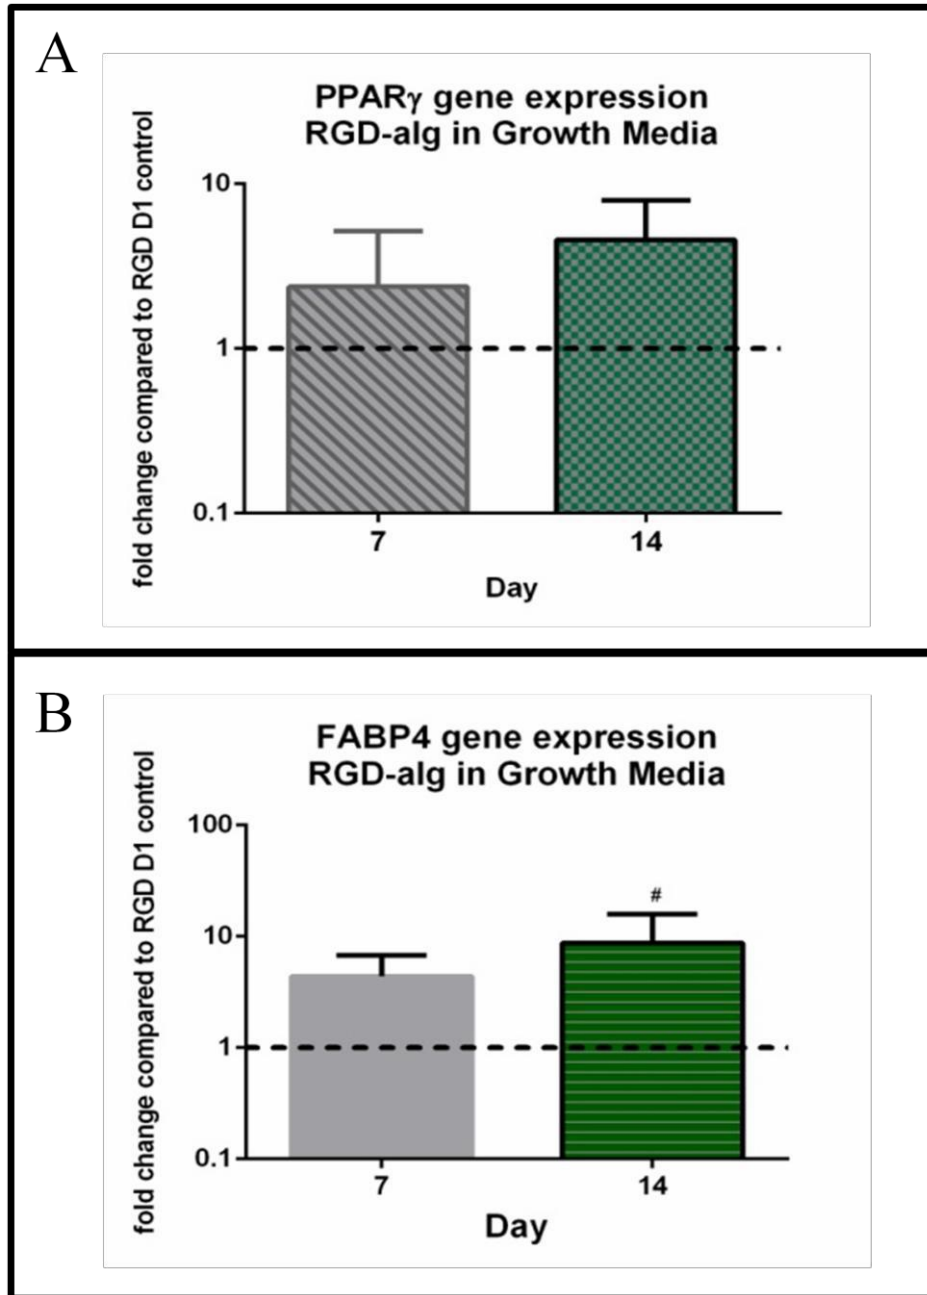 A
PPARγ gene expression
RGD-alg in Growth Media
fold change compared to RGD D1 control
10
1
0.1
7 14
Day
B
FABP4 gene expression
RGD-alg in Growth Media
fold change compared to RGD D1 control
100
#
10
1
0.1
7 14
Day